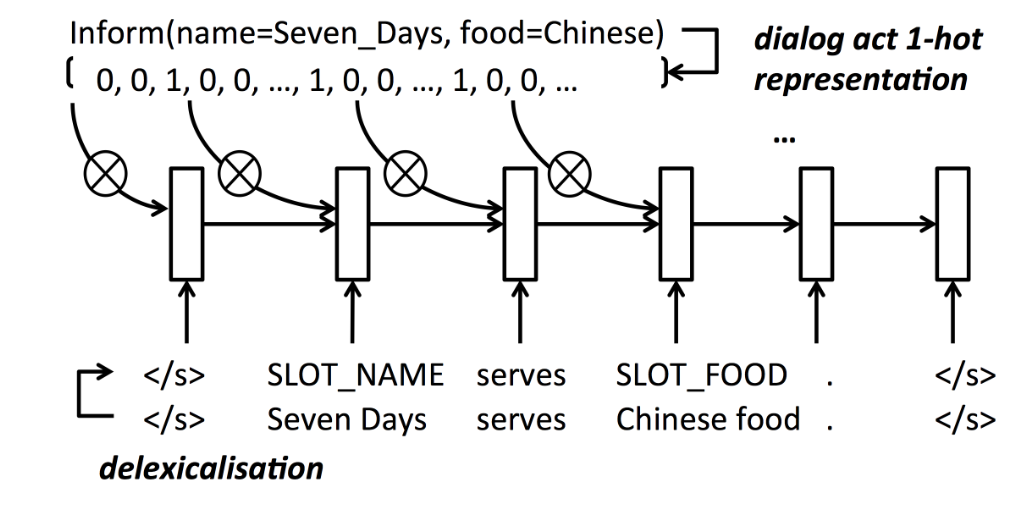 Inform(name=Seven_Days, food=Chinese)
dialog act 1-hot
representation
0, 0, 1, 0, 0, ..., 1, 0, 0, ..., 1, 0, 0, ...
...
</s> SLOT_NAME serves SLOT_FOOD . </s>
</s> Seven Days serves Chinese food . </s>
delexicalisation